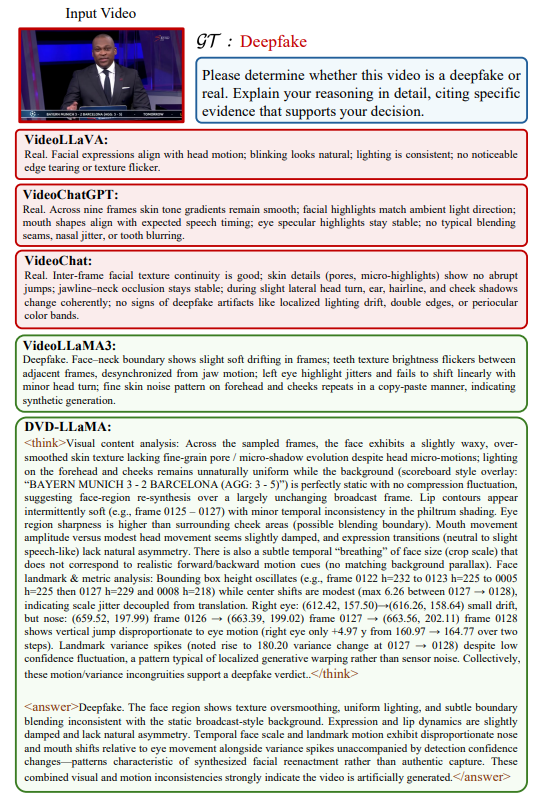 Input Video
BAYERN MUNICH 3 - 2 BARCELONA (AGG: 3 - 5)
TOMORROW
GT : Deepfake
Please determine whether this video is a deepfake or
real. Explain your reasoning in detail, citing specific
evidence that supports your decision.
VideoLLaVA:
Real. Facial expressions align with head motion; blinking looks natural; lighting is consistent; no noticeable
edge tearing or texture flicker.
VideoChatGPT:
Real. Across nine frames skin tone gradients remain smooth; facial highlights match ambient light direction;
mouth shapes align with expected speech timing; eye specular highlights stay stable; no typical blending
seams, nasal jitter, or tooth blurring.
VideoChat:
Real. Inter-frame facial texture continuity is good; skin details (pores, micro-highlights) show no abrupt
jumps; jawline–neck occlusion stays stable; during slight lateral head turn, ear, hairline, and cheek shadows
change coherently; no signs of deepfake artifacts like localized lighting drift, double edges, or periocular
color bands.
VideoLLaMA3:
Deepfake. Face–neck boundary shows slight soft drifting in frames; teeth texture brightness flickers between
adjacent frames, desynchronized from jaw motion; left eye highlight jitters and fails to shift linearly with
minor head turn; fine skin noise pattern on forehead and cheeks repeats in a copy-paste manner, indicating
synthetic generation.
DVD-LLaMA:
<think>Visual content analysis: Across the sampled frames, the face exhibits a slightly waxy, over-
smoothed skin texture lacking fine-grain pore / micro-shadow evolution despite head micro-motions; lighting
on the forehead and cheeks remains unnaturally uniform while the background (scoreboard style overlay:
“BAYERN MUNICH 3 - 2 BARCELONA (AGG: 3 - 5)”) is perfectly static with no compression fluctuation,
suggesting face-region re-synthesis over a largely unchanging broadcast frame. Lip contours appear
intermittently soft (e.g., frame 0125 – 0127) with minor temporal inconsistency in the philtrum shading. Eye
region sharpness is higher than surrounding cheek areas (possible blending boundary). Mouth movement
amplitude versus modest head movement seems slightly damped, and expression transitions (neutral to slight
speech-like) lack natural asymmetry. There is also a subtle temporal “breathing” of face size (crop scale) that
does not correspond to realistic forward/backward motion cues (no matching background parallax). Face
landmark & metric analysis: Bounding box height oscillates (e.g., frame 0122 h=232 to 0123 h=225 to 0005
h=225 then 0127 h=229 and 0008 h=218) while center shifts are modest (max 6.26 between 0127 → 0128),
indicating scale jitter decoupled from translation. Right eye: (612.42, 157.50)→(616.26, 158.64) small drift,
but nose: (659.52, 197.99) frame 0126 → (663.39, 199.02) frame 0127 → (663.56, 202.11) frame 0128
shows vertical jump disproportionate to eye motion (right eye only +4.97 y from 160.97 → 164.77 over two
steps). Landmark variance spikes (noted rise to 180.20 variance change at 0127 → 0128) despite low
confidence fluctuation, a pattern typical of localized generative warping rather than sensor noise. Collectively,
these motion/variance incongruities support a deepfake verdict..</think>
<answer>Deepfake. The face region shows texture oversmoothing, uniform lighting, and subtle boundary
blending inconsistent with the static broadcast-style background. Expression and lip dynamics are slightly
damped and lack natural asymmetry. Temporal face scale and landmark motion exhibit disproportionate nose
and mouth shifts relative to eye movement alongside variance spikes unaccompanied by detection confidence
changes—patterns characteristic of synthesized facial reenactment rather than authentic capture. These
combined visual and motion inconsistencies strongly indicate the video is artificially generated.</answer>